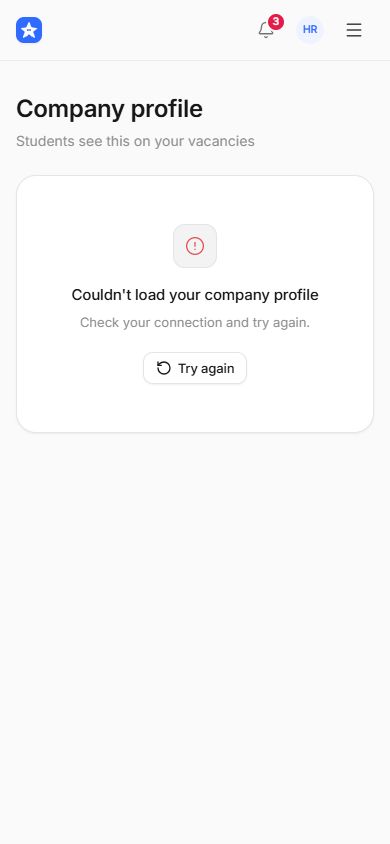 3
HR
Company profile
Students see this on your vacancies
Couldn't load your company profile
Check your connection and try again.
Try again